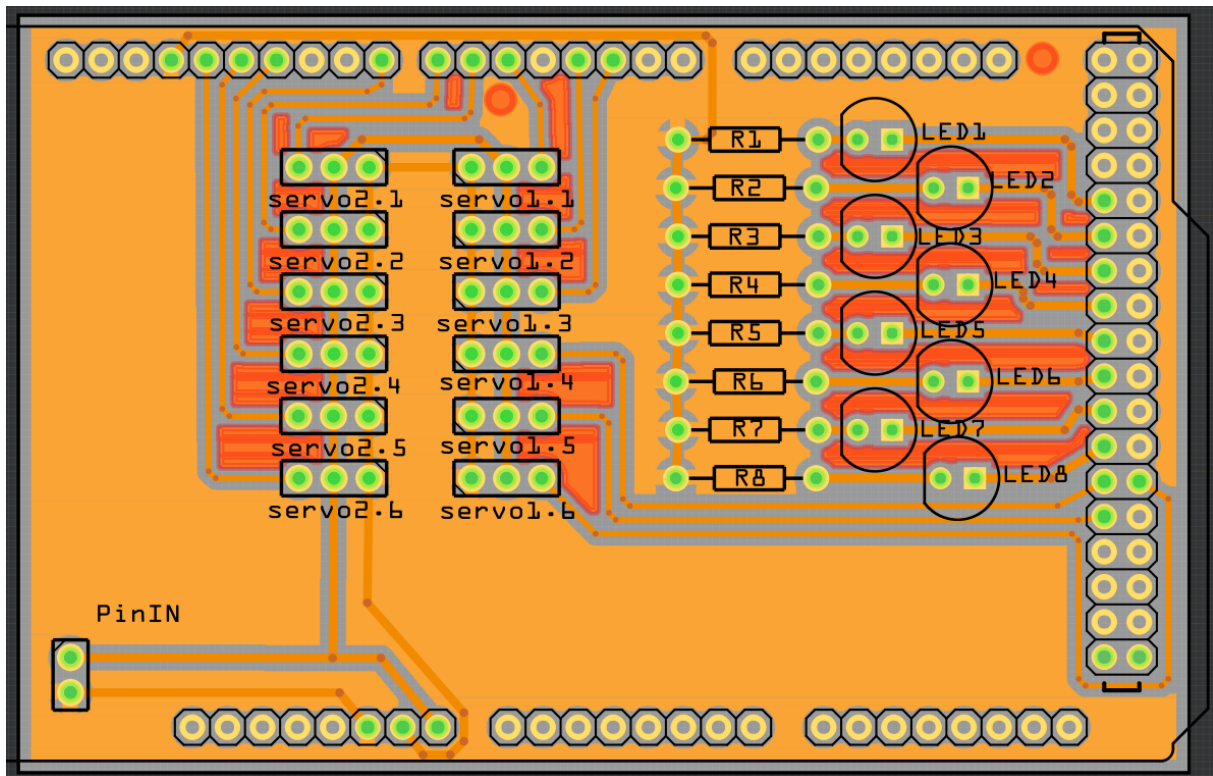 R1 LED1
R2 LED2
servo2.1 servo1.1
R3 LED3
servo2.2 servo1.2
R4 LED4
servo2.3 servo1.3
R5 LED5
servo2.4 servo1.4
R6 LED6
R7 LED7
servo2.5 servo1.5
R8 LED8
servo2.6 servo1.6
PinIN